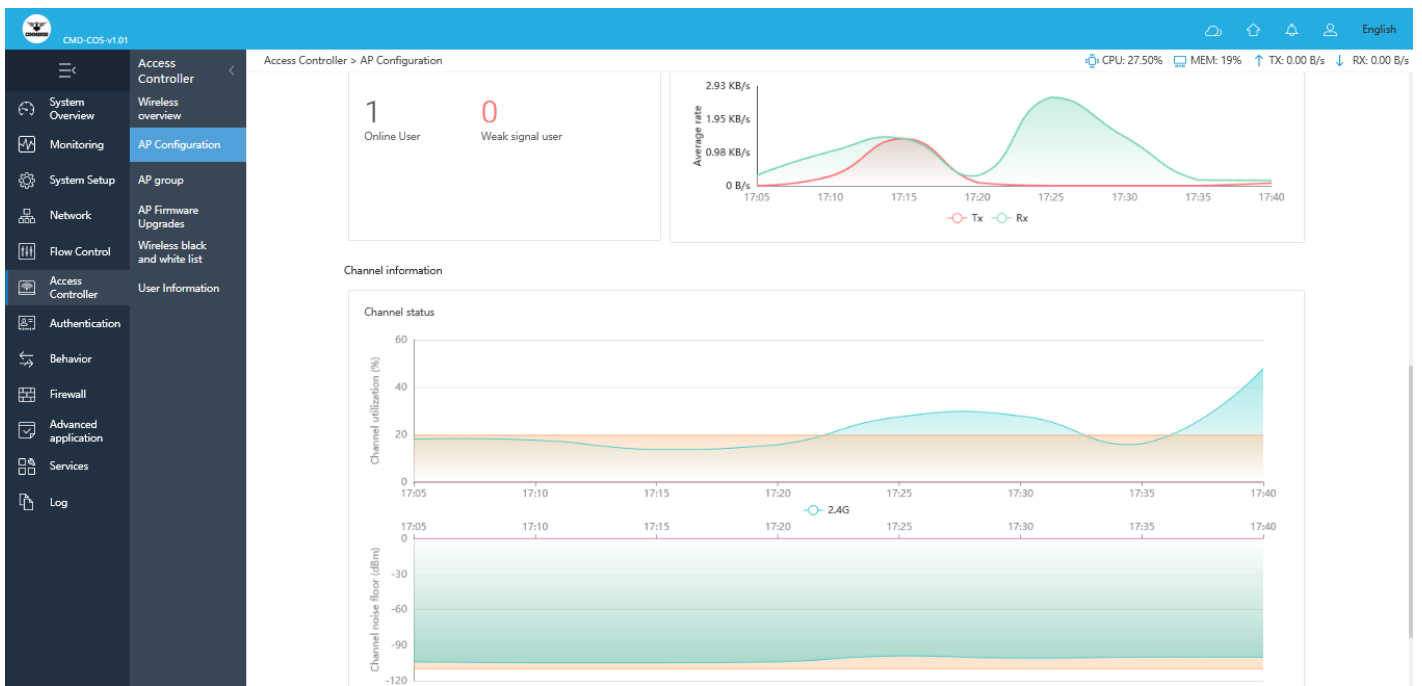 CMD-COS-v1.01
English
Access Controller > AP Configuration
CPU: 27.50%
MEM: 19%
TX: 0.00 B/s
RX: 0.00 B/s
System
Overview
Monitoring
System Setup
Network
Flow Control
Access
Controller
Authentication
Behavior
Firewall
Advanced
application
Services
Log
Access
Controller
Wireless
overview
AP Configuration
AP group
AP Firmware
Upgrades
Wireless black
and white list
User Information
1
Online User
0
Weak signal user
Average rate
2.93 KB/s
1.95 KB/s
0.98 KB/s
0 B/s
17:05 17:10 17:15 17:20 17:25 17:30 17:35 17:40
Tx Rx
Channel information
Channel status
Channel utilization (%)
60
40
20
0
17:05 17:10 17:15 17:20 17:25 17:30 17:35 17:40
2.4G
17:05 17:10 17:15 17:20 17:25 17:30 17:35 17:40
Channel noise floor (dBm)
0
-30
-60
-90
-120